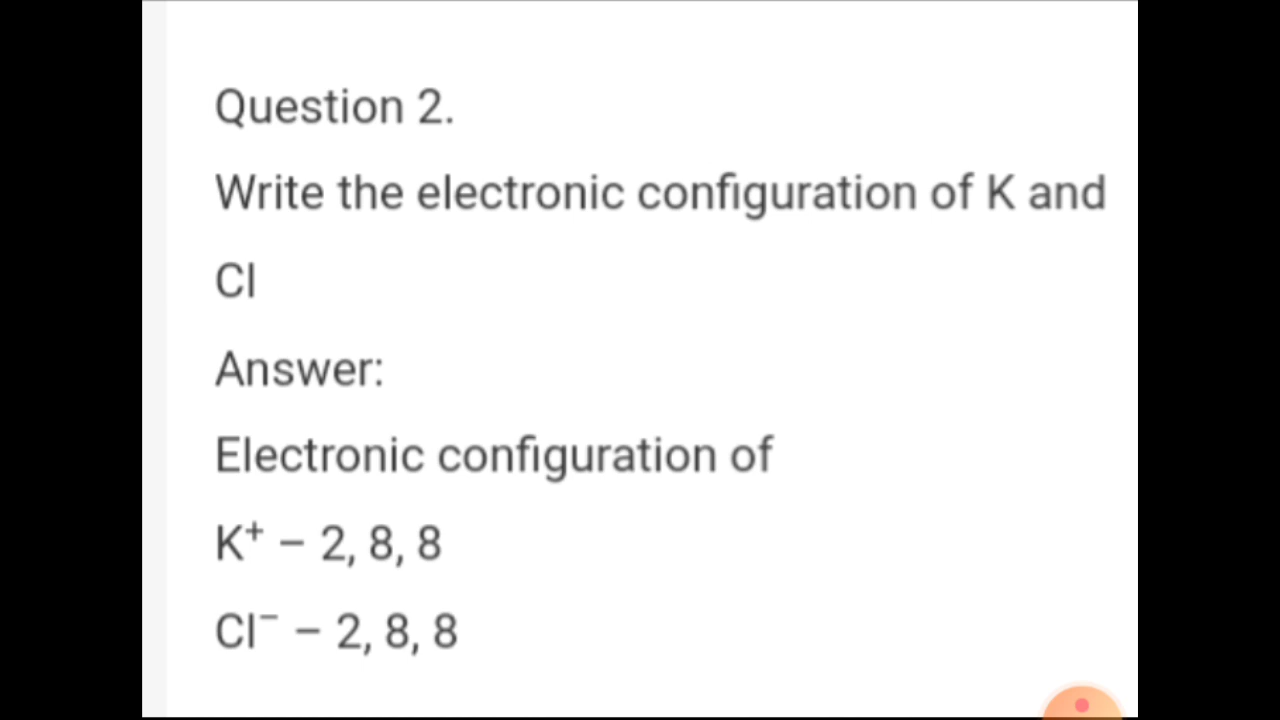 Question 2.
Write the electronic configuration of K and
Cl
Answer:
Electronic configuration of
K⁺ – 2, 8, 8
Cl⁻ – 2, 8, 8